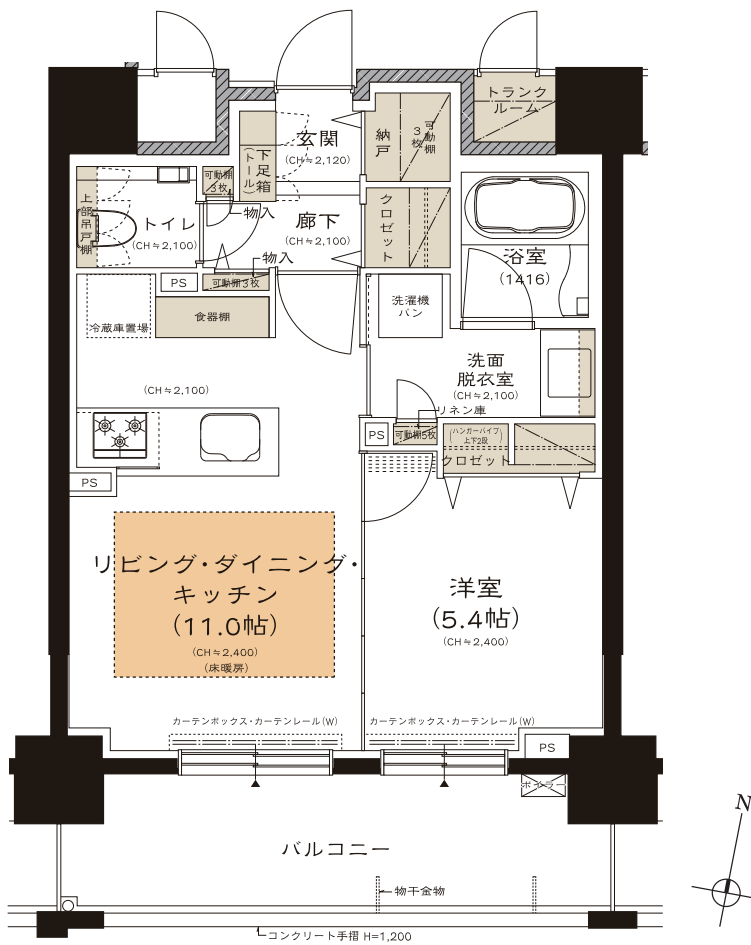 トランク
ルーム
玄関
(CH≒2,120)
下足箱
(トール)
納戸
可動棚
3枚
可動棚
3枚
物入
上部吊戸棚
トイレ
(CH≒2,100)
廊下
(CH≒2,100)
クロゼット
浴室
(1416)
物入
PS
可動棚3枚
冷蔵庫置場
食器棚
洗濯機
パン
洗面
脱衣室
(CH≒2,100)
(CH≒2,100)
リネン庫
PS
可動棚5枚
(ハンガーパイプ
上下2段)
クロゼット
PS
リビング・ダイニング・
キッチン
(11.0帖)
(CH≒2,400)
(床暖房)
洋室
(5.4帖)
(CH≒2,400)
カーテンボックス・カーテンレール(W)
カーテンボックス・カーテンレール(W)
PS
ボイラー
バルコニー
物干金物
コンクリート手摺 H=1,200
N